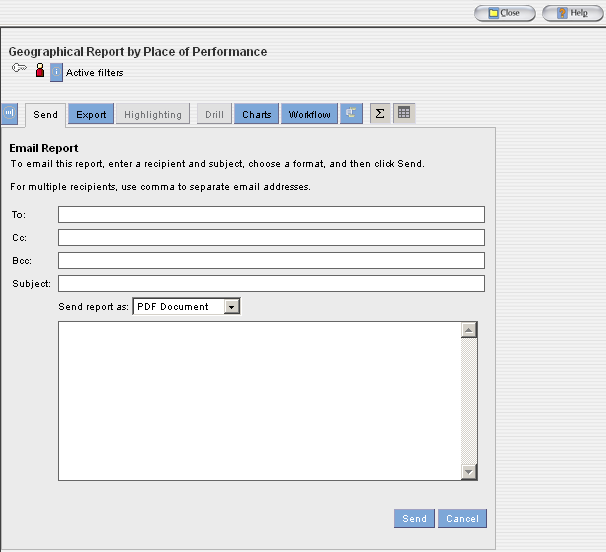 Close Help
Geographical Report by Place of Performance
Active filters
Send Export Highlighting Drill Charts Workflow Σ
Email Report
To email this report, enter a recipient and subject, choose a format, and then click Send.
For multiple recipients, use comma to separate email addresses.
To:
Cc:
Bcc:
Subject:
Send report as: PDF Document
Send Cancel